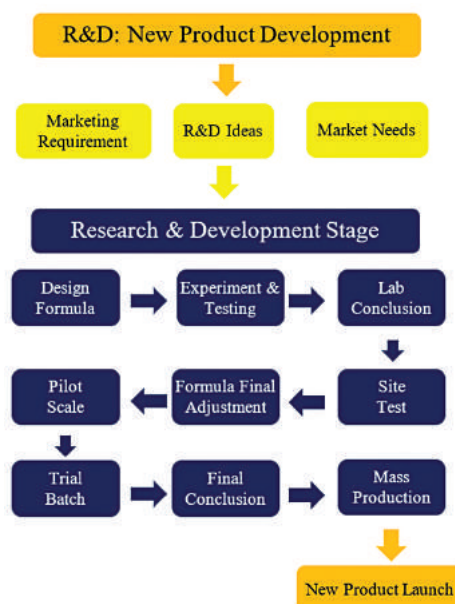 R&D: New Product Development
Marketing
Requirement
R&D Ideas
Market Needs
Research & Development Stage
Design
Formula
Experiment &
Testing
Lab
Conclusion
Pilot
Scale
Formula Final
Adjustment
Site
Test
Trial
Batch
Final
Conclusion
Mass
Production
New Product Launch